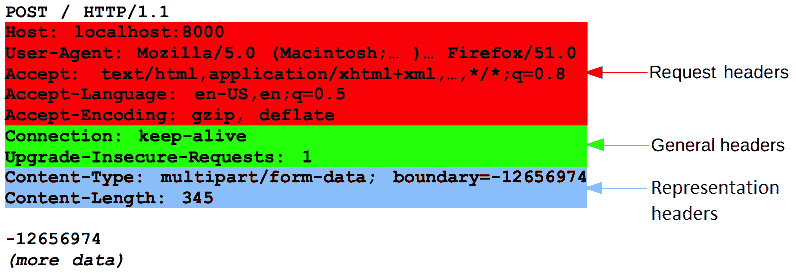 POST / HTTP/1.1
Host: localhost:8000
User-Agent: Mozilla/5.0 (Macintosh;… )… Firefox/51.0
Accept: text/html,application/xhtml+xml,…,*/*;q=0.8
Accept-Language: en-US,en;q=0.5
Accept-Encoding: gzip, deflate
Request headers
Connection: keep-alive
Upgrade-Insecure-Requests: 1
General headers
Content-Type: multipart/form-data; boundary=-12656974
Content-Length: 345
Representation
headers
-12656974
(more data)